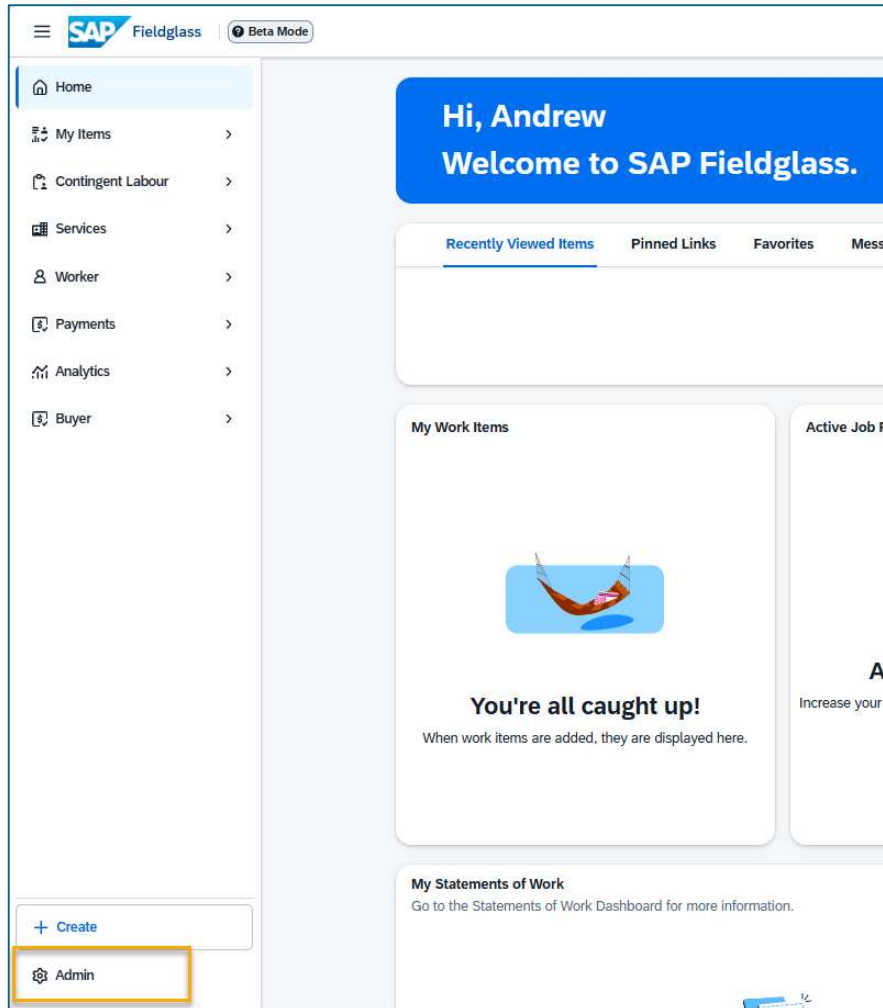 SAP Fieldglass Beta Mode
Home
My Items
Contingent Labour
Services
Worker
Payments
Analytics
Buyer
+ Create
Admin
Hi, Andrew
Welcome to SAP Fieldglass.
Recently Viewed Items Pinned Links Favorites Mess
My Work Items
You're all caught up!
When work items are added, they are displayed here.
Active Job
A
Increase your
My Statements of Work
Go to the Statements of Work Dashboard for more information.